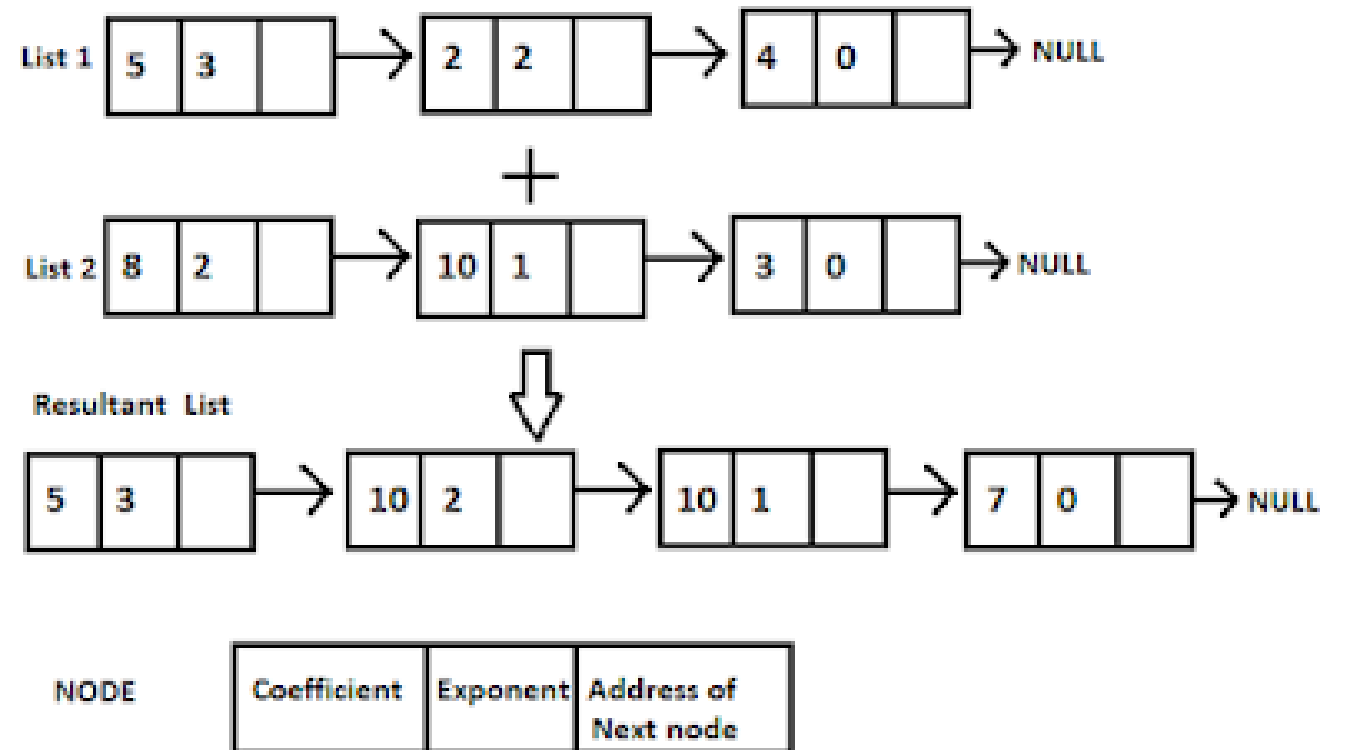 List 1 5 3 2 2 4 0 NULL
+
List 2 8 2 10 1 3 0 NULL
Resultant List
5 3 10 2 10 1 7 0 NULL
NODE Coefficient Exponent Address of
Next node